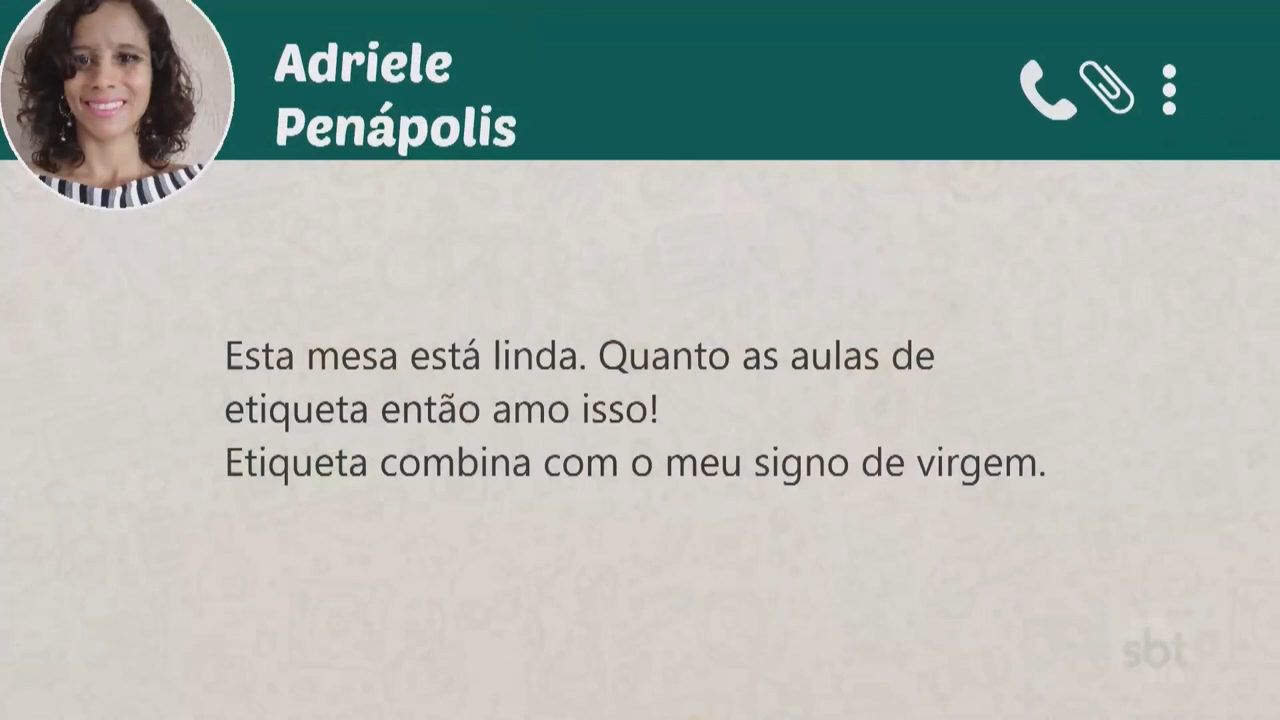 Adriele
Penápolis
Esta mesa está linda. Quanto as aulas de
etiqueta então amo isso!
Etiqueta combina com o meu signo de virgem.
sbt